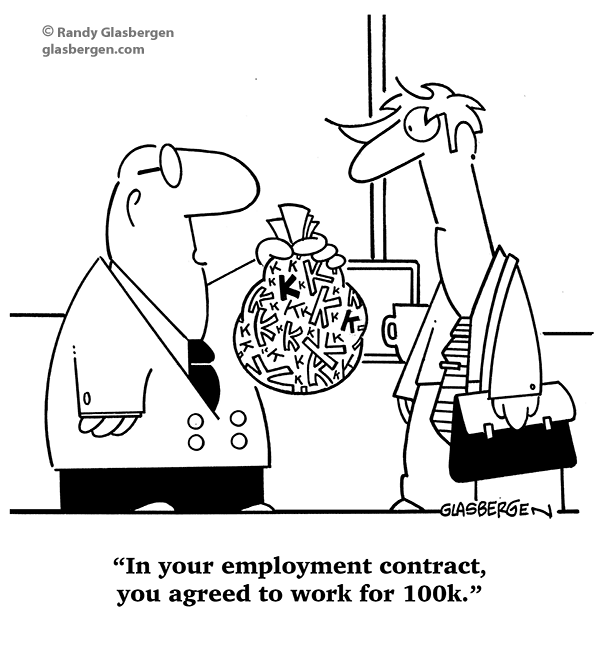 © Randy Glasbergen
glasbergen.com
K K K K K K K K K K K K K K K K K K K K K K
GLASBERGEN
“In your employment contract,
you agreed to work for 100k.”